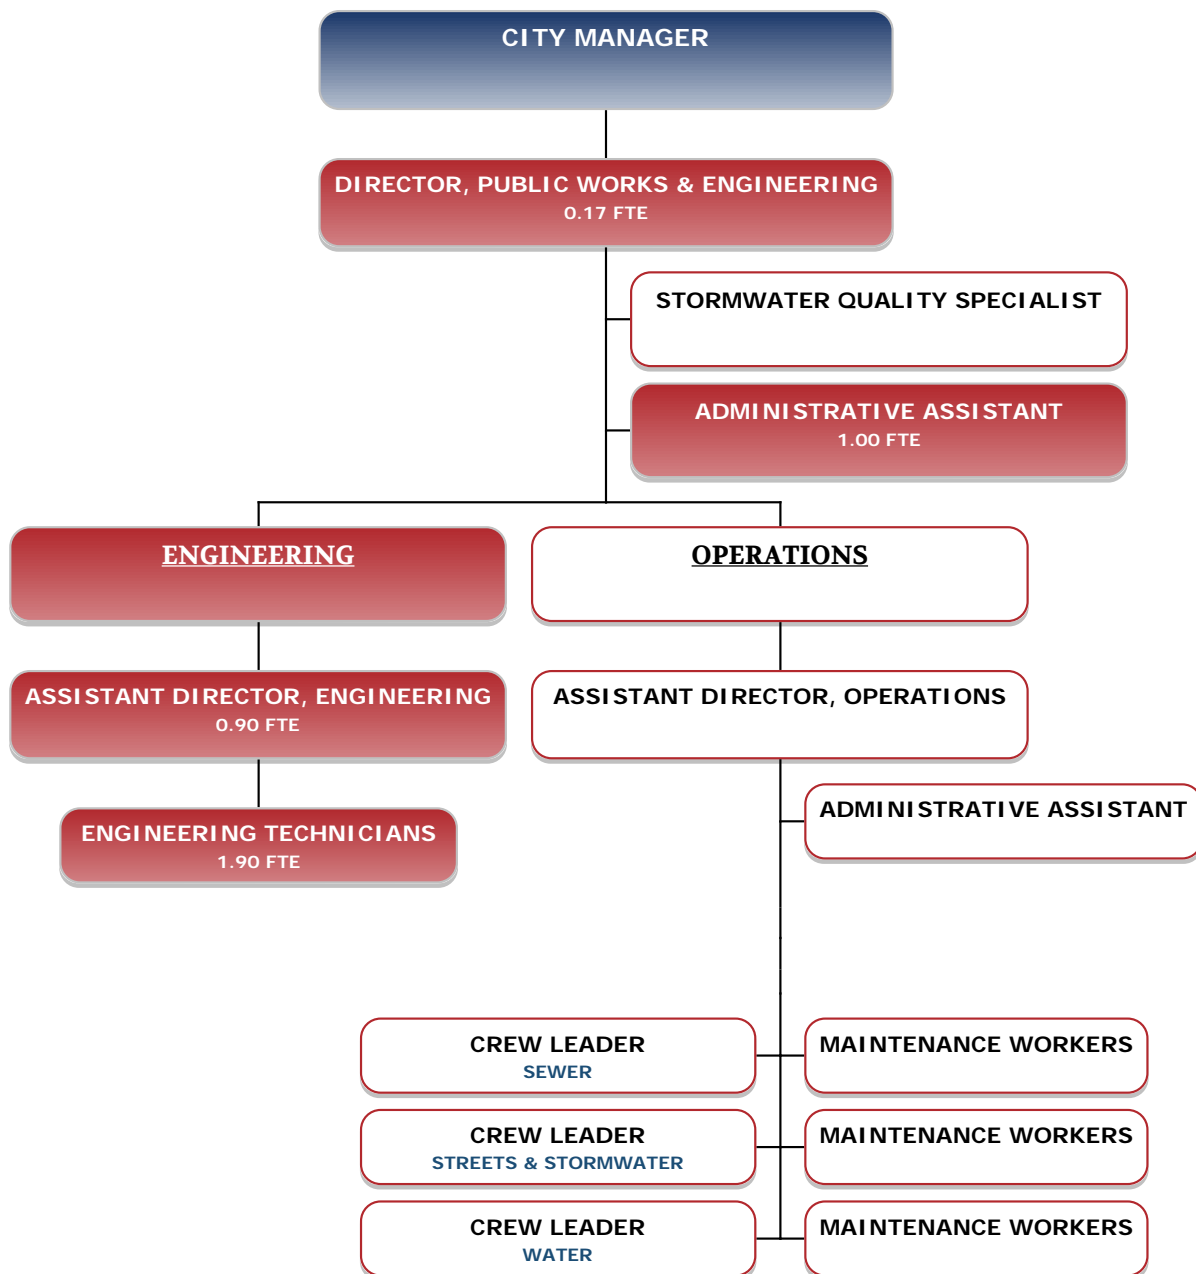 CITY MANAGER
DIRECTOR, PUBLIC WORKS & ENGINEERING
0.17 FTE
STORMWATER QUALITY SPECIALIST
ADMINISTRATIVE ASSISTANT
1.00 FTE
ENGINEERING
OPERATIONS
ASSISTANT DIRECTOR, ENGINEERING
0.90 FTE
ASSISTANT DIRECTOR, OPERATIONS
ENGINEERING TECHNICIANS
1.90 FTE
ADMINISTRATIVE ASSISTANT
CREW LEADER
SEWER
MAINTENANCE WORKERS
CREW LEADER
STREETS & STORMWATER
MAINTENANCE WORKERS
CREW LEADER
WATER
MAINTENANCE WORKERS